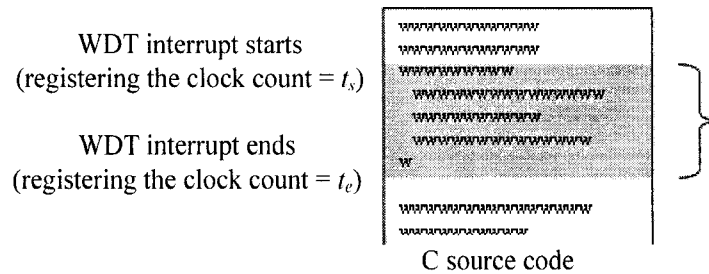 WDT interrupt starts
(registering the clock count = tₛ)
WDT interrupt ends
(registering the clock count = tₑ)
C source code